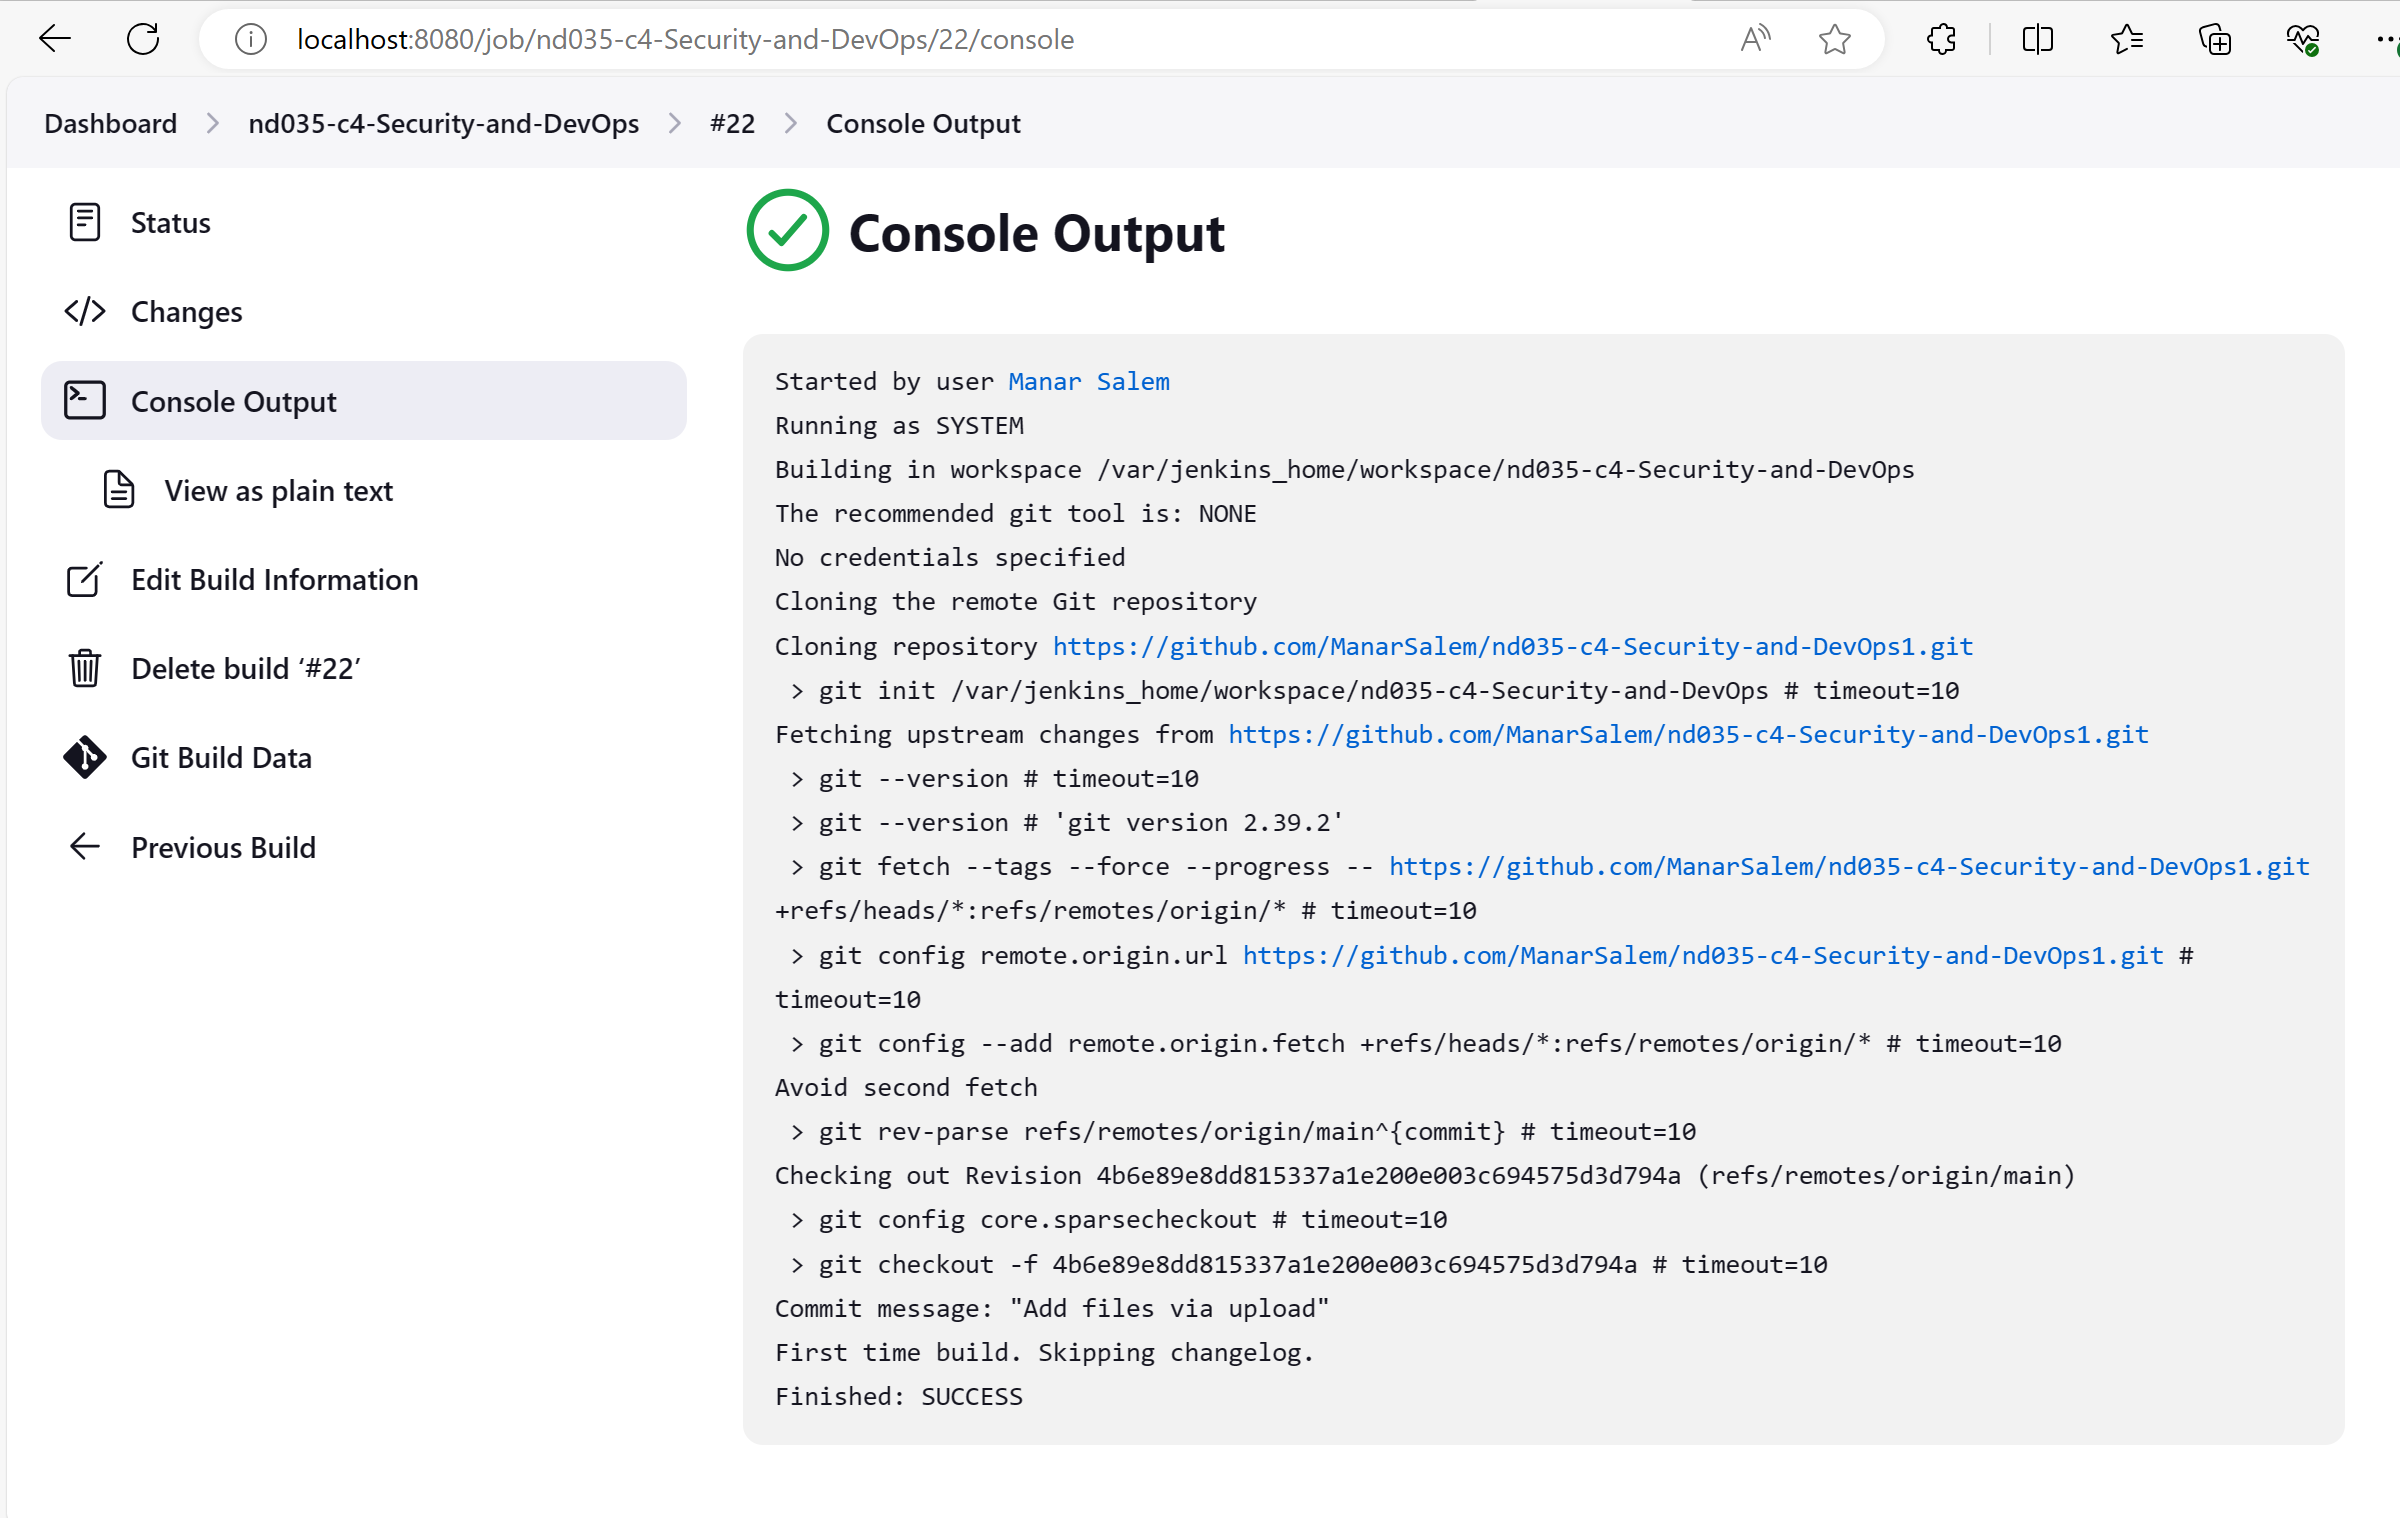 localhost:8080/job/nd035-c4-Security-and-DevOps/22/console
Dashboard > nd035-c4-Security-and-DevOps > #22 > Console Output
Status
Changes
Console Output
View as plain text
Edit Build Information
Delete build ‘#22’
Git Build Data
Previous Build
Console Output
Started by user Manar Salem
Running as SYSTEM
Building in workspace /var/jenkins_home/workspace/nd035-c4-Security-and-DevOps
The recommended git tool is: NONE
No credentials specified
Cloning the remote Git repository
Cloning repository https://github.com/ManarSalem/nd035-c4-Security-and-DevOps1.git
 > git init /var/jenkins_home/workspace/nd035-c4-Security-and-DevOps # timeout=10
Fetching upstream changes from https://github.com/ManarSalem/nd035-c4-Security-and-DevOps1.git
 > git --version # timeout=10
 > git --version # 'git version 2.39.2'
 > git fetch --tags --force --progress -- https://github.com/ManarSalem/nd035-c4-Security-and-DevOps1.git
+refs/heads/*:refs/remotes/origin/* # timeout=10
 > git config remote.origin.url https://github.com/ManarSalem/nd035-c4-Security-and-DevOps1.git #
timeout=10
 > git config --add remote.origin.fetch +refs/heads/*:refs/remotes/origin/* # timeout=10
Avoid second fetch
 > git rev-parse refs/remotes/origin/main^{commit} # timeout=10
Checking out Revision 4b6e89e8dd815337a1e200e003c694575d3d794a (refs/remotes/origin/main)
 > git config core.sparsecheckout # timeout=10
 > git checkout -f 4b6e89e8dd815337a1e200e003c694575d3d794a # timeout=10
Commit message: "Add files via upload"
First time build. Skipping changelog.
Finished: SUCCESS